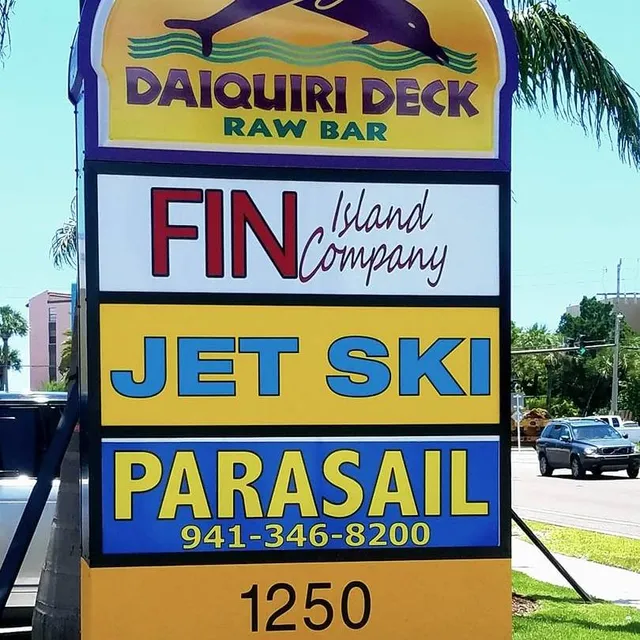 DAIQUIRI DECK
RAW BAR
FIN Island
Company
JET SKI
PARASAIL
941-346-8200
1250